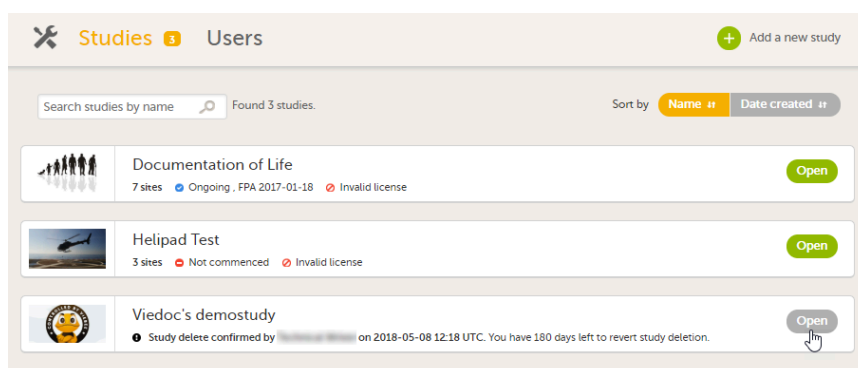 Studies 3 Users
Add a new study
Search studies by name
Found 3 studies.
Sort by Name Date created
Documentation of Life
7 sites Ongoing , FPA 2017-01-18 Invalid license
Open
Helipad Test
3 sites Not commenced Invalid license
Open
Viedoc's demostudy
Study delete confirmed by on 2018-05-08 12:18 UTC. You have 180 days left to revert study deletion.
Open